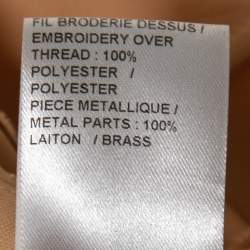 FIL BRODERIE DESSUS /
EMBROIDERY OVER
THREAD : 100%
POLYESTER /
POLYESTER
PIECE METALLIQUE /
METAL PARTS : 100%
LAITON / BRASS